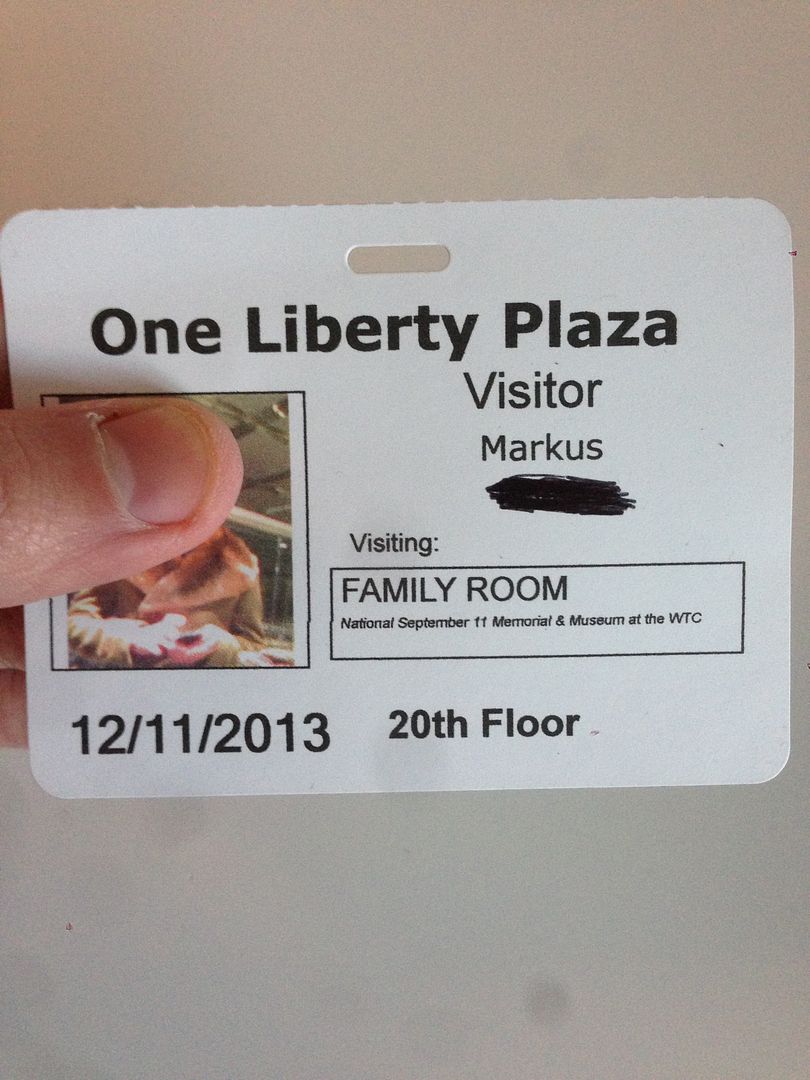 One Liberty Plaza
Visitor
Markus
Visiting:
FAMILY ROOM
National September 11 Memorial & Museum at the WTC
12/11/2013 20th Floor